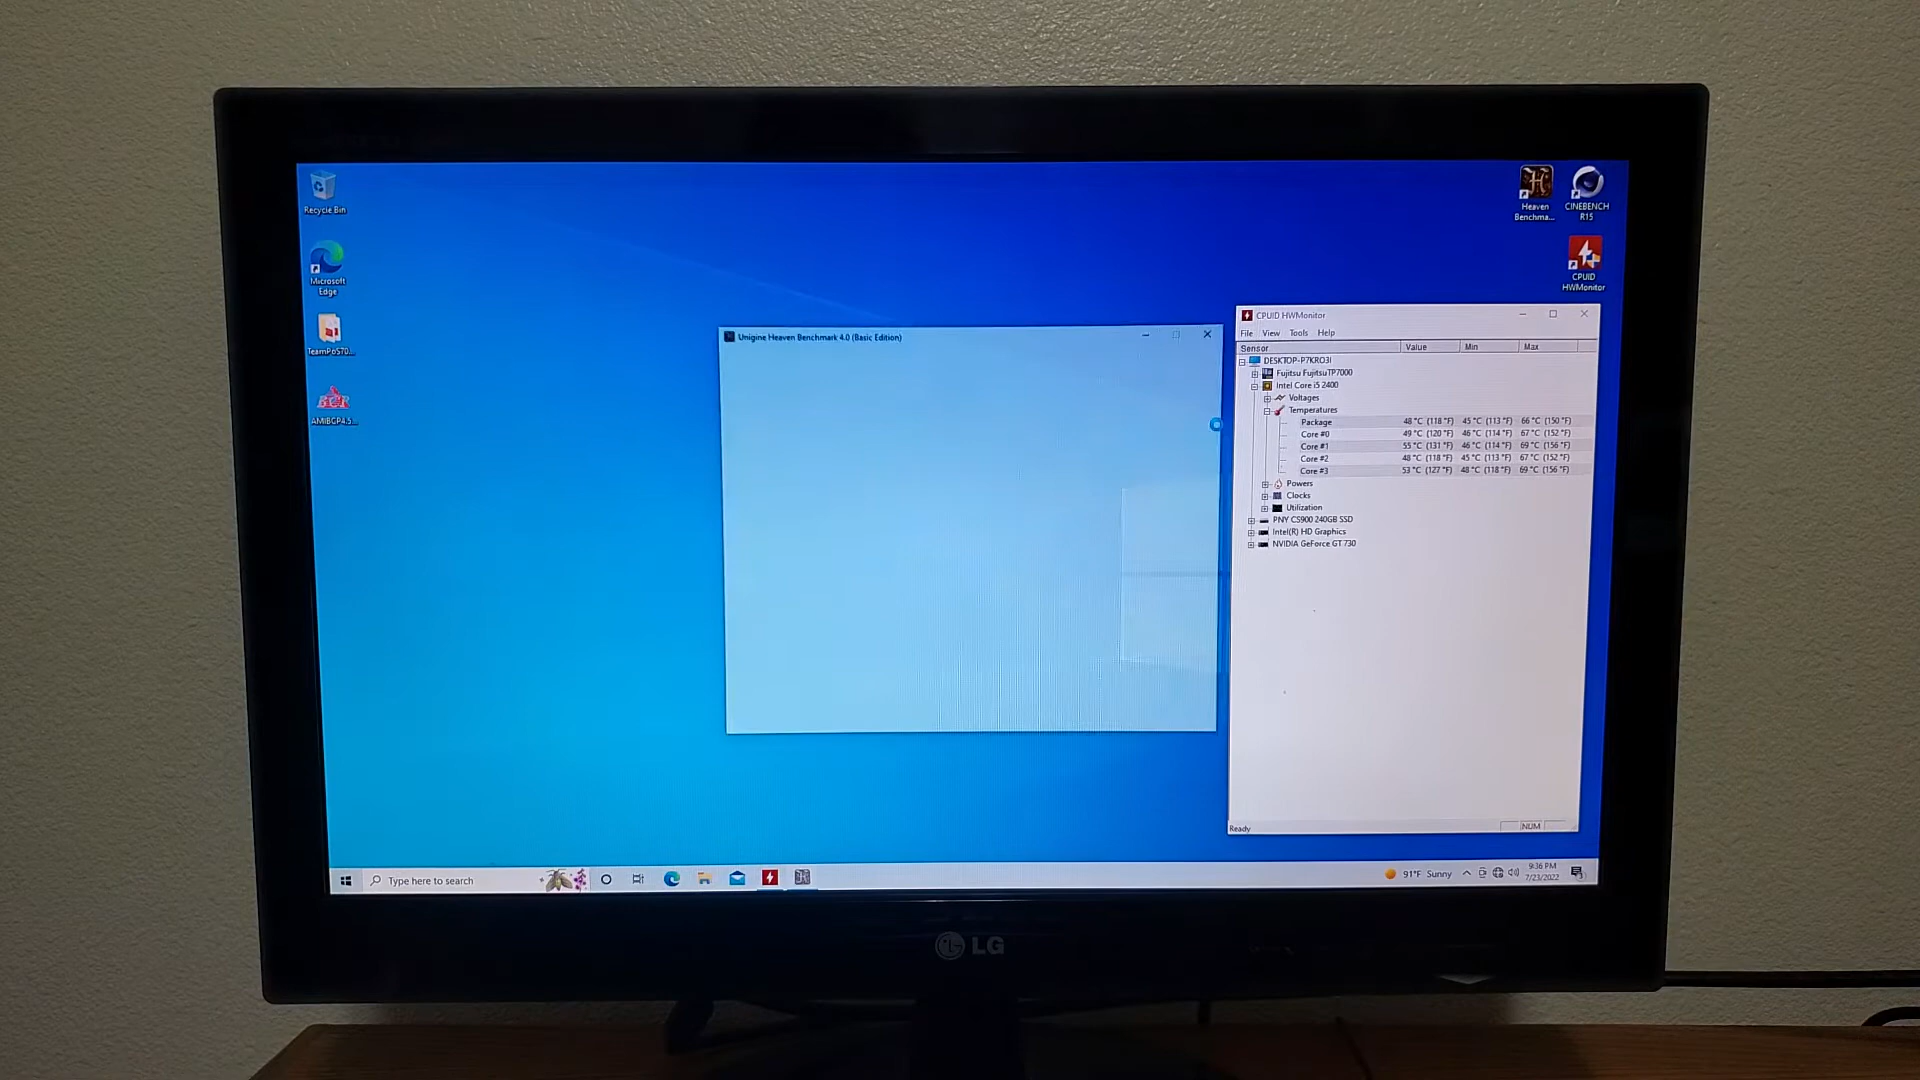 Recycle Bin
Microsoft
Edge
TeamPoS70...
AMIBCP4.5...
Heaven
Benchma...
CINEBENCH
R15
CPUID
HWMonitor
Unigine Heaven Benchmark 4.0 (Basic Edition)
CPUID HWMonitor
File View Tools Help
Sensor Value Min Max
DESKTOP-P7KRO3I
Fujitsu FujitsuTP7000
Intel Core i5 2400
Voltages
Temperatures
Package 48 °C (118 °F) 45 °C (113 °F) 66 °C (150 °F)
Core #0 49 °C (120 °F) 46 °C (114 °F) 67 °C (152 °F)
Core #1 55 °C (131 °F) 46 °C (114 °F) 69 °C (156 °F)
Core #2 48 °C (118 °F) 45 °C (113 °F) 67 °C (152 °F)
Core #3 53 °C (127 °F) 48 °C (118 °F) 69 °C (156 °F)
Powers
Clocks
Utilization
PNY CS900 240GB SSD
Intel(R) HD Graphics
NVIDIA GeForce GT 730
Ready NUM
Type here to search
91°F Sunny
9:36 PM
7/23/2022
LG